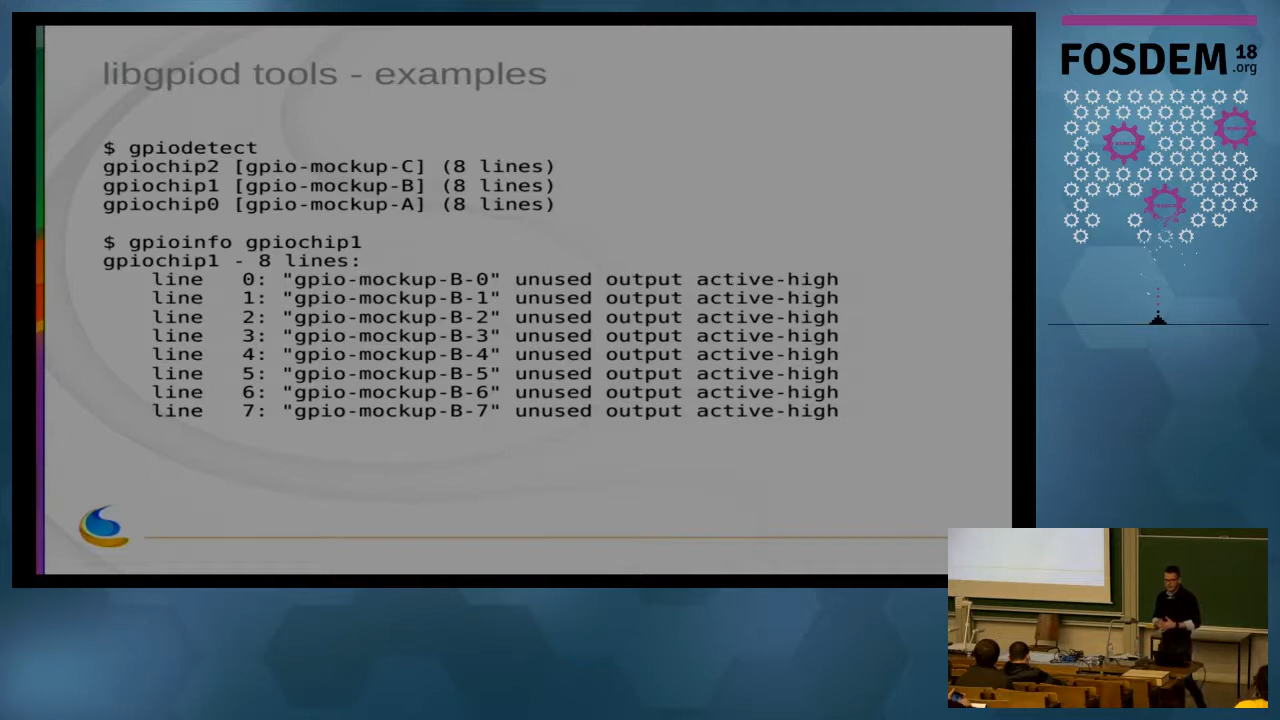 libgpiod tools - examples
$ gpiodetect
gpiochip2 [gpio-mockup-C] (8 lines)
gpiochip1 [gpio-mockup-B] (8 lines)
gpiochip0 [gpio-mockup-A] (8 lines)
$ gpioinfo gpiochip1
gpiochip1 - 8 lines:
line 0: "gpio-mockup-B-0" unused output active-high
line 1: "gpio-mockup-B-1" unused output active-high
line 2: "gpio-mockup-B-2" unused output active-high
line 3: "gpio-mockup-B-3" unused output active-high
line 4: "gpio-mockup-B-4" unused output active-high
line 5: "gpio-mockup-B-5" unused output active-high
line 6: "gpio-mockup-B-6" unused output active-high
line 7: "gpio-mockup-B-7" unused output active-high
FOSDEM 18
.org